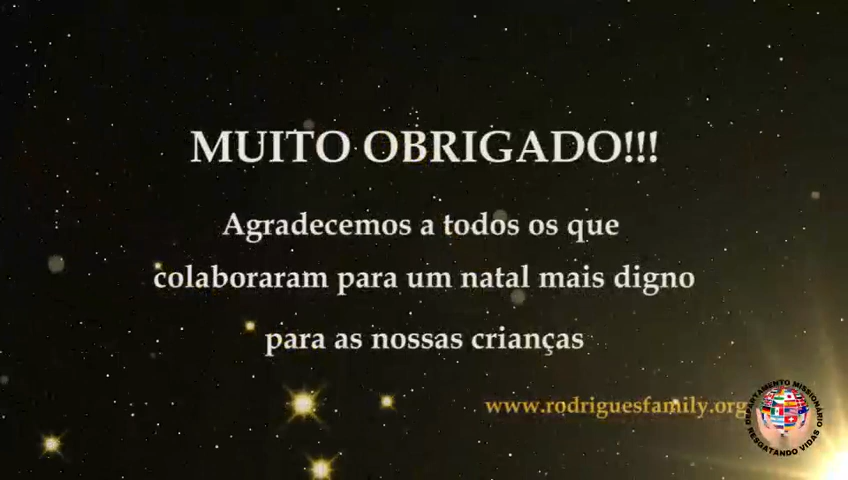 MUITO OBRIGADO!!!
Agradecemos a todos os que
colaboraram para um natal mais digno
para as nossas crianças
www.rodriguesfamily.org
DEPARTAMENTO MISSIONÁRIO
RESGATANDO VIDAS